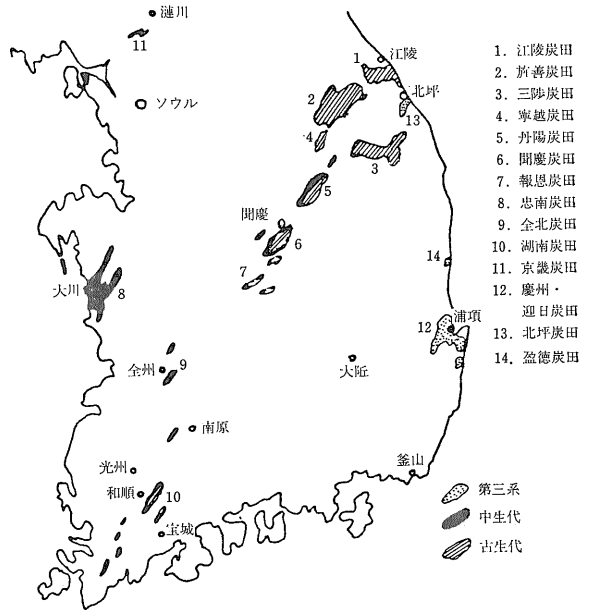 漣川
11
ソウル
江陵
1
北坪
13
2
4
3
5
聞慶
6
7
14
大川
8
浦項
12
全州
9
大阪
南原
光州
和順
10
宝城
釜山
1. 江陵炭田
2. 旌善炭田
3. 三陟炭田
4. 寧越炭田
5. 丹陽炭田
6. 聞慶炭田
7. 報恩炭田
8. 忠南炭田
9. 全北炭田
10. 湖南炭田
11. 京畿炭田
12. 慶州・
迎日炭田
13. 北坪炭田
14. 盈徳炭田
第三系
中生代
古生代